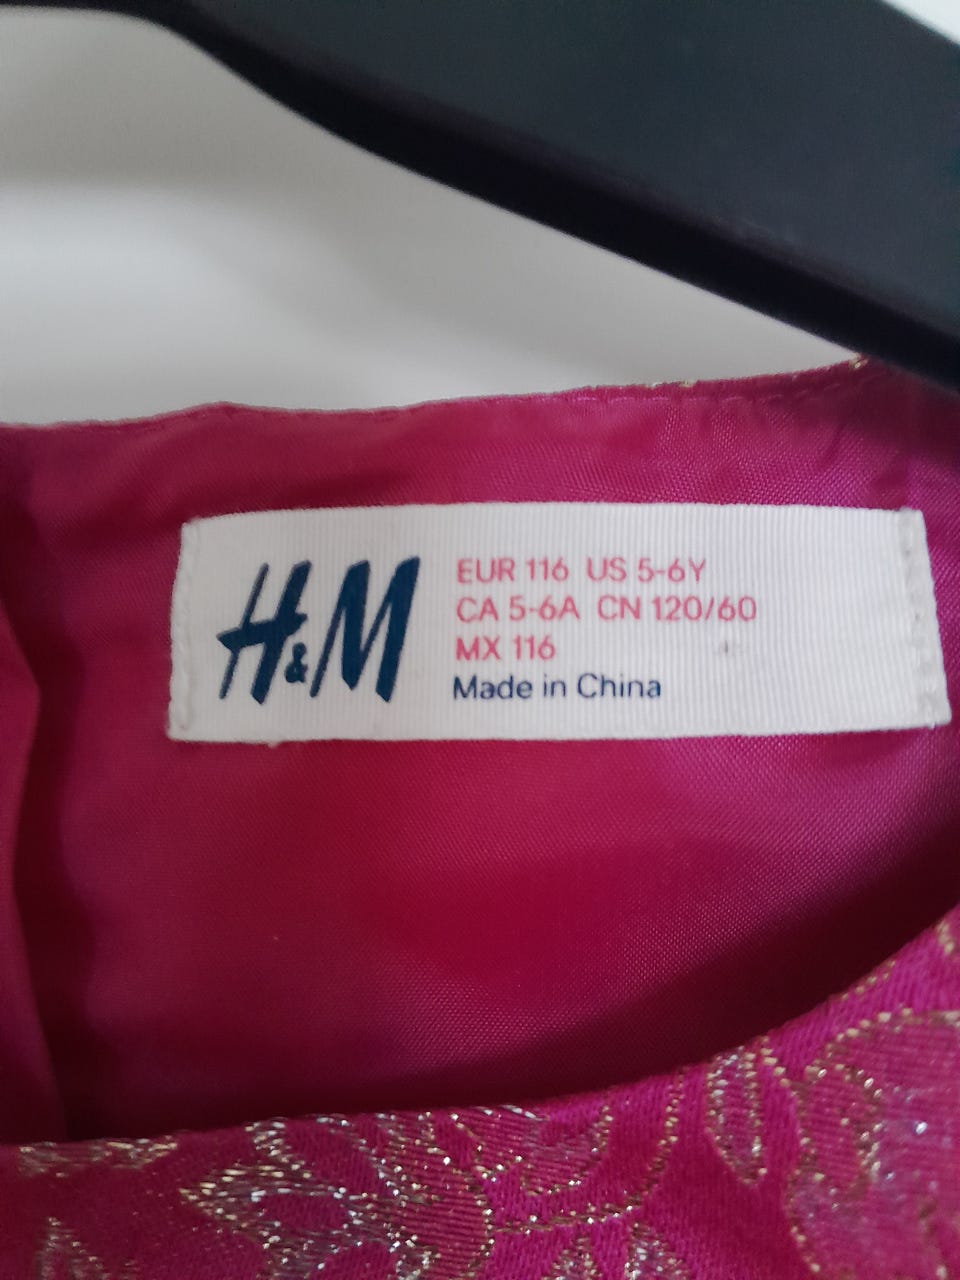 H&M
EUR 116 US 5-6Y
CA 5-6A CN 120/60
MX 116
Made in China